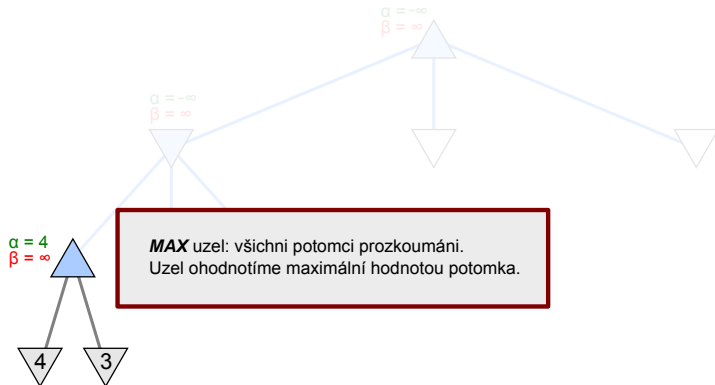 α = -∞
β = ∞
α = -∞
β = ∞
MAX uzel: všichni potomci prozkoumáni.
Uzel ohodnotíme maximální hodnotou potomka.
α = 4
β = ∞
4 3